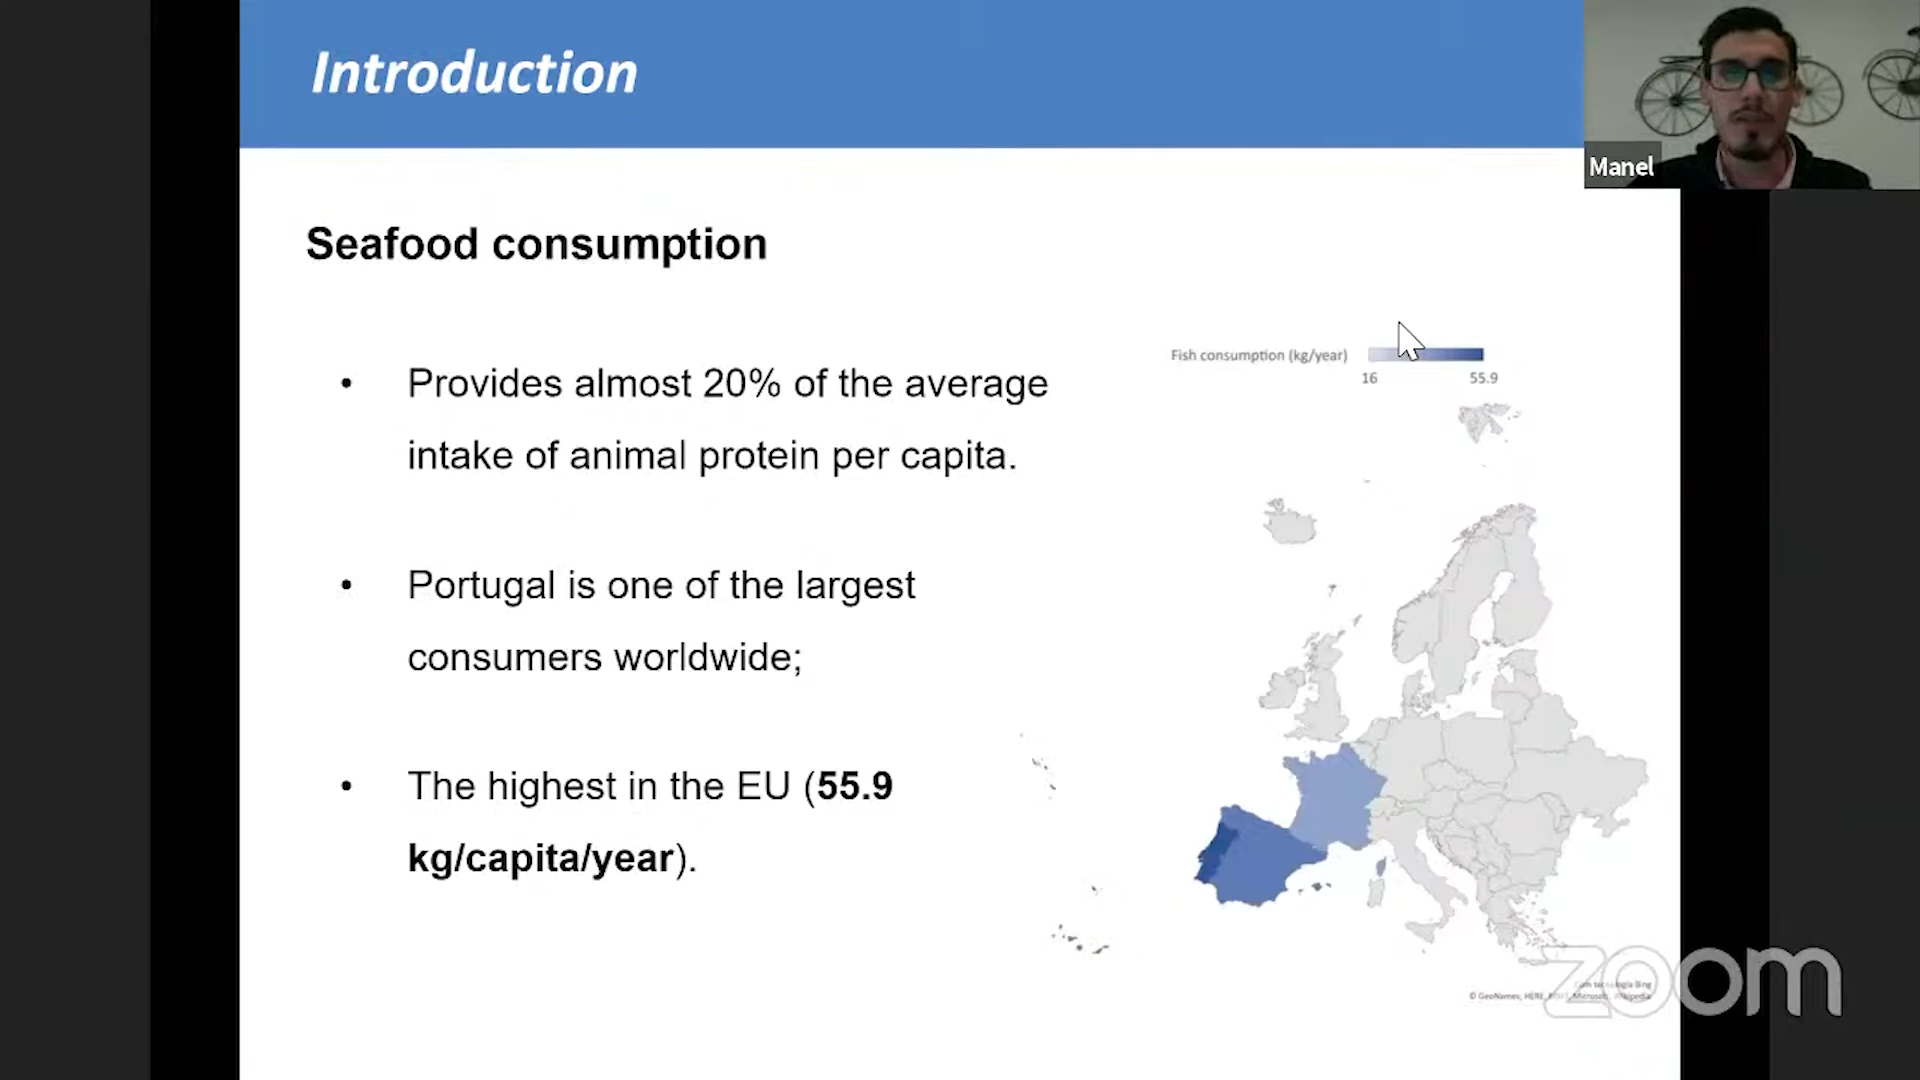 Introduction
Manel
Seafood consumption
• Provides almost 20% of the average
intake of animal protein per capita.
• Portugal is one of the largest
consumers worldwide;
• The highest in the EU (55.9
kg/capita/year).
Fish consumption (kg/year)
16 55.9
zoom
© GeoNames, HERE, MSFT, Microsoft, Wikipedia